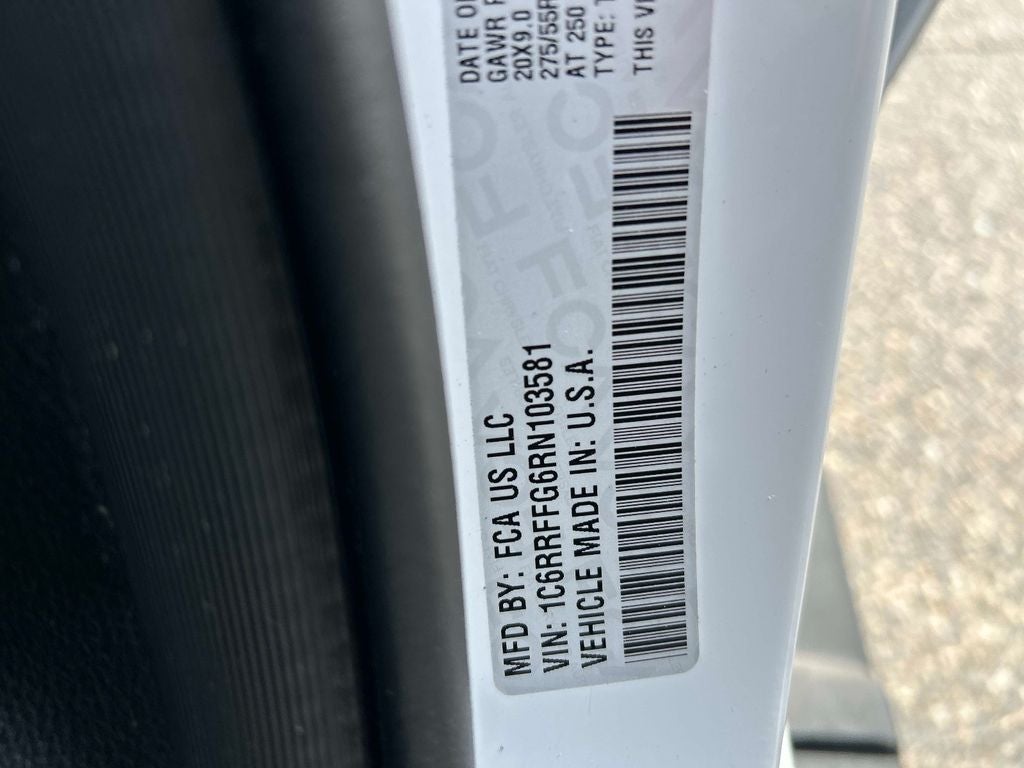 MFD BY: FCA US LLC
VIN: 1C6RRFFG6RN103581
VEHICLE MADE IN: U.S.A.
DATE OF
GAWR F
20X9.0
275/55R
AT 250
TYPE: T
THIS VE